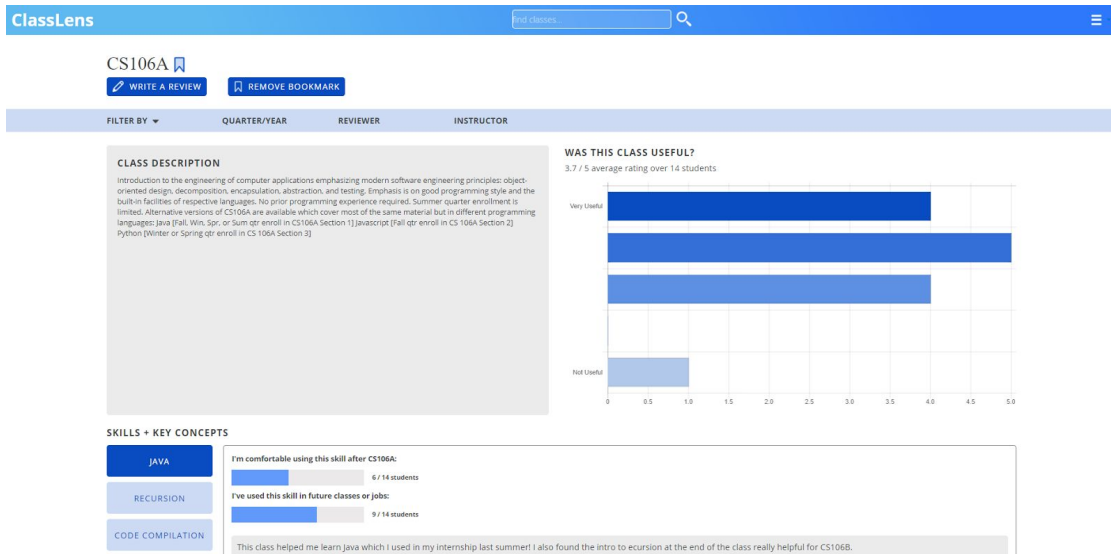 ClassLens
find classes...
CS106A
WRITE A REVIEW
REMOVE BOOKMARK
FILTER BY
QUARTER/YEAR
REVIEWER
INSTRUCTOR
CLASS DESCRIPTION
Introduction to the engineering of computer applications emphasizing modern software engineering principles: object-
oriented design, decomposition, encapsulation, abstraction, and testing. Emphasis is on good programming style and the
built-in facilities of respective languages. No prior programming experience required. Summer quarter enrollment is
limited. Alternative versions of CS106A are available which cover most of the same material but in different programming
languages: Java [Fall, Win, Spr, or Sum qtr enroll in CS106A Section 1] Javascript [Fall qtr enroll in CS 106A Section 2]
Python [Winter or Spring qtr enroll in CS 106A Section 3]
WAS THIS CLASS USEFUL?
3.7 / 5 average rating over 14 students
Very Useful
Not Useful
0 0.5 1.0 1.5 2.0 2.5 3.0 3.5 4.0 4.5 5.0
SKILLS + KEY CONCEPTS
JAVA
RECURSION
CODE COMPILATION
I'm comfortable using this skill after CS106A:
6 / 14 students
I've used this skill in future classes or jobs:
9 / 14 students
This class helped me learn Java which I used in my internship last summer! I also found the intro to ecursion at the end of the class really helpful for CS106B.